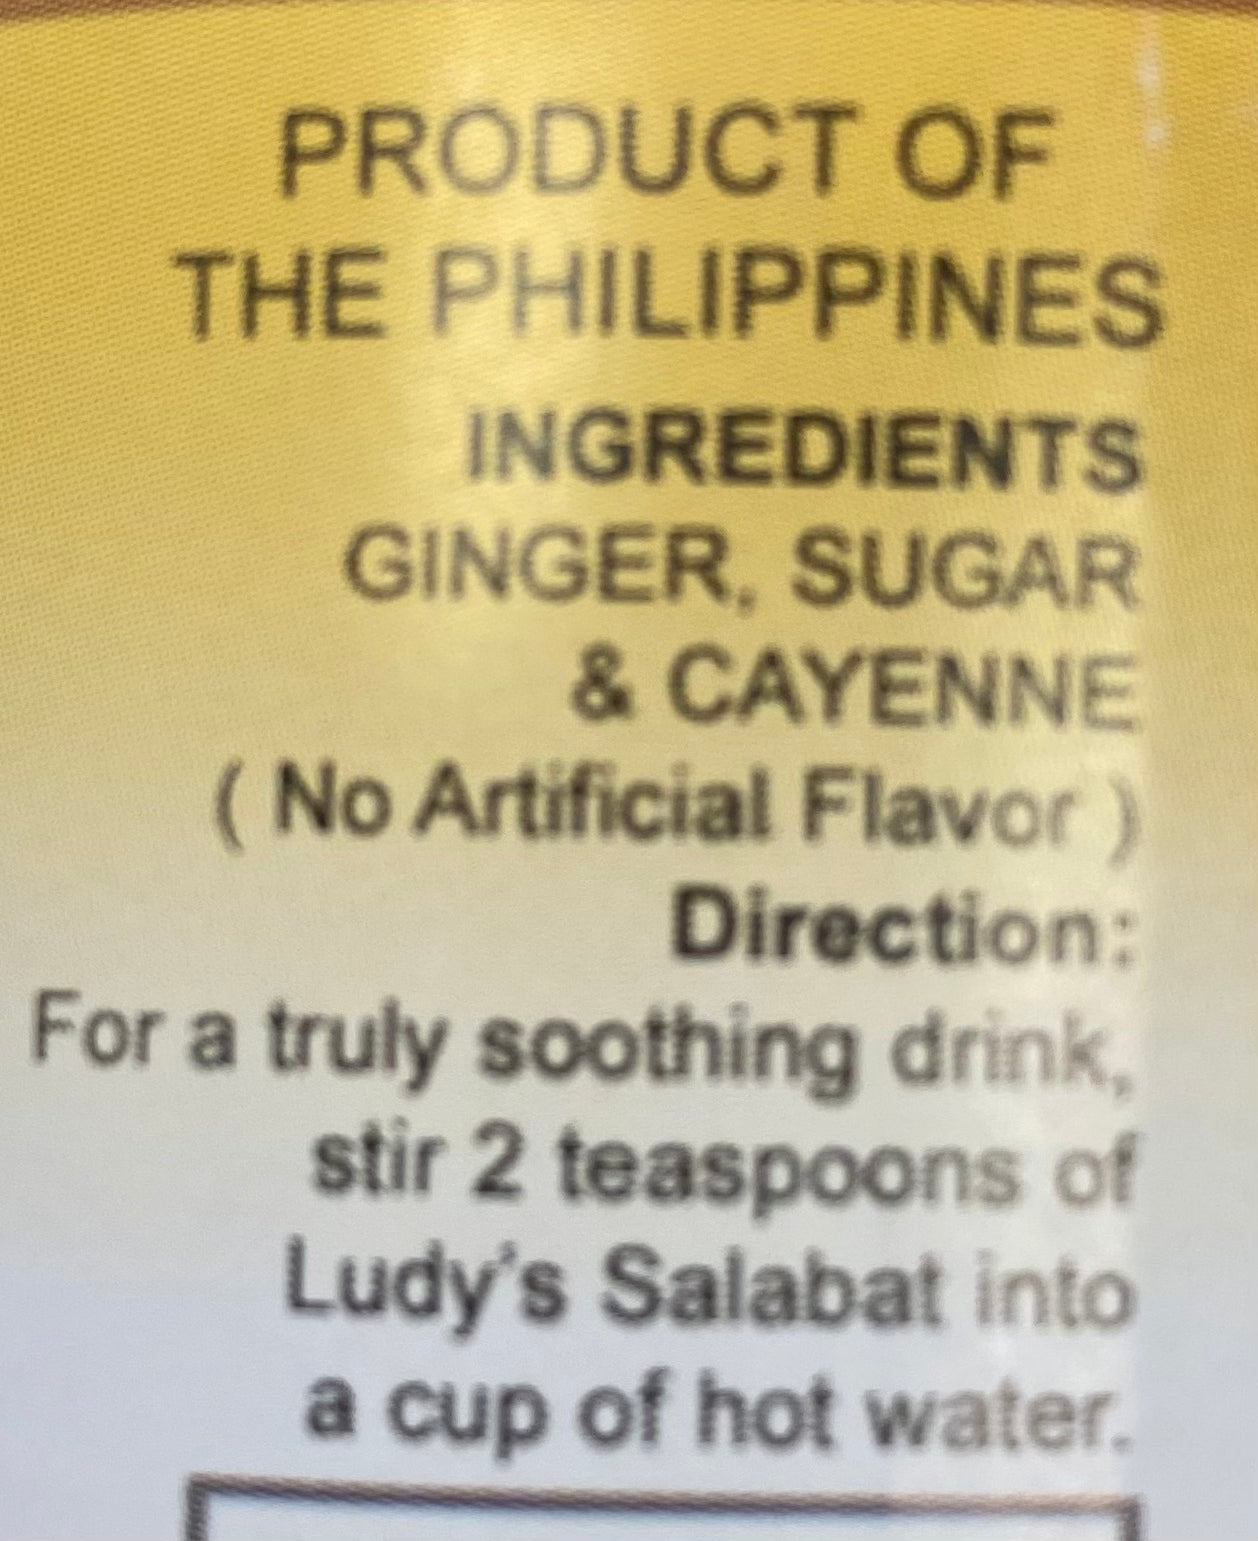 PRODUCT OF
THE PHILIPPINES
INGREDIENTS
GINGER, SUGAR
& CAYENNE
( No Artificial Flavor )
Direction:
For a truly soothing drink,
stir 2 teaspoons of
Ludy's Salabat into
a cup of hot water.